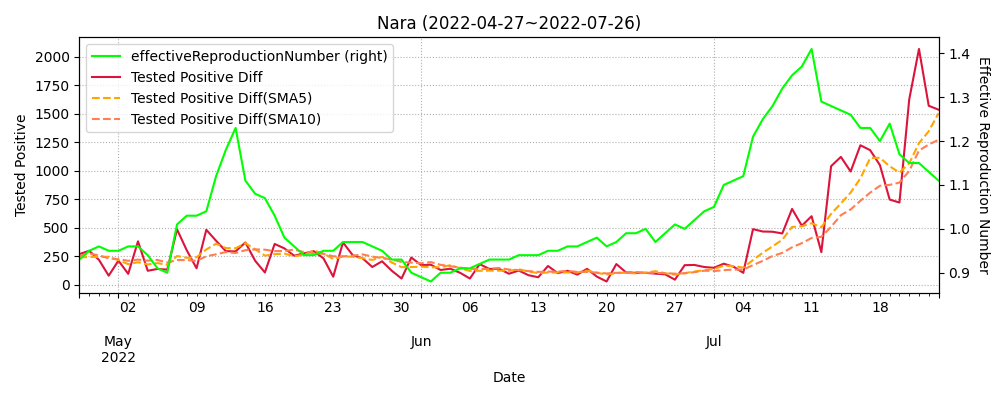 Nara (2022-04-27~2022-07-26)
effectiveReproductionNumber (right)
Tested Positive Diff
Tested Positive Diff(SMA5)
Tested Positive Diff(SMA10)
Tested Positive
2000
1750
1500
1250
1000
750
500
250
0
1.4
1.3
1.2
1.1
1.0
0.9
Effective Reproduction Number
02 09 16 23 30 06 13 20 27 04 11 18
May Jun Jul
2022
Date